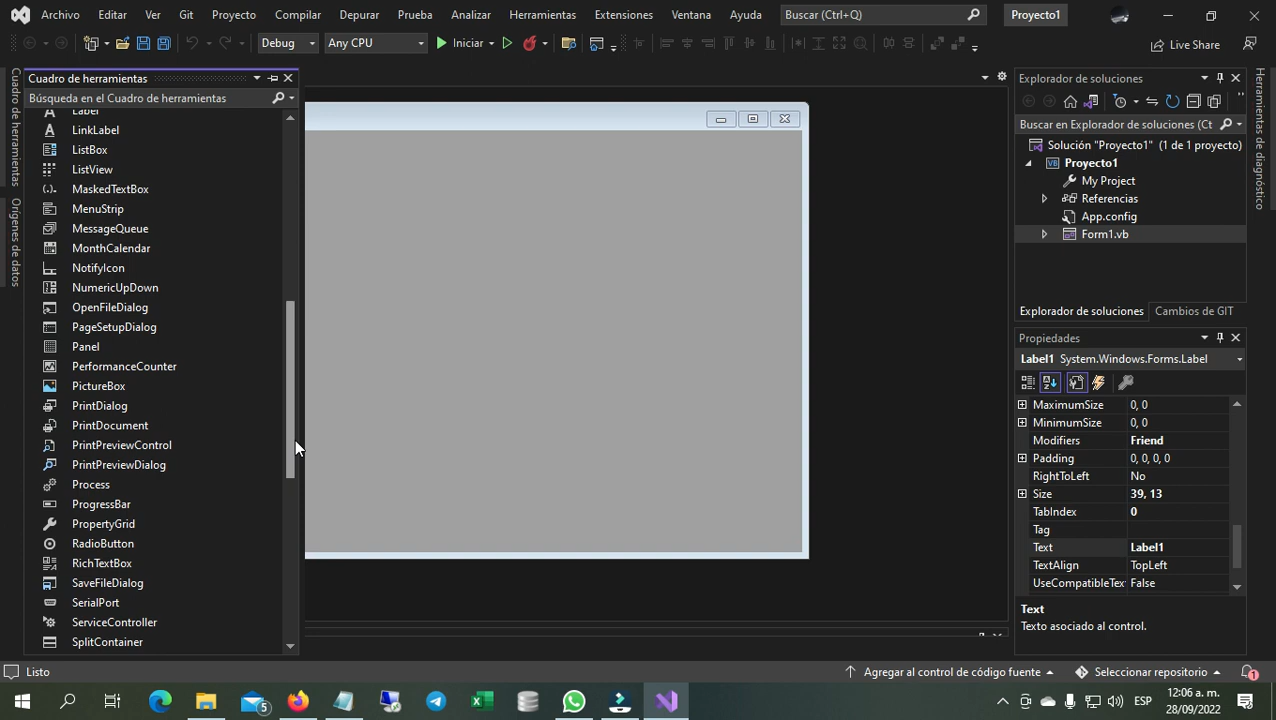 Archivo Editar Ver Git Proyecto Compilar Depurar Prueba Analizar Herramientas Extensiones Ventana Ayuda Buscar (Ctrl+Q) Proyecto1
Debug Any CPU Iniciar Live Share
Cuadro de herramientas
Orígenes de datos
Cuadro de herramientas
Búsqueda en el Cuadro de herramientas
Label
LinkLabel
ListBox
ListView
MaskedTextBox
MenuStrip
MessageQueue
MonthCalendar
NotifyIcon
NumericUpDown
OpenFileDialog
PageSetupDialog
Panel
PerformanceCounter
PictureBox
PrintDialog
PrintDocument
PrintPreviewControl
PrintPreviewDialog
Process
ProgressBar
PropertyGrid
RadioButton
RichTextBox
SaveFileDialog
SerialPort
ServiceController
SplitContainer
Explorador de soluciones
Buscar en Explorador de soluciones (Ct
Solución "Proyecto1" (1 de 1 proyecto)
VB Proyecto1
My Project
Referencias
App.config
Form1.vb
Explorador de soluciones Cambios de GIT
Propiedades
Label1 System.Windows.Forms.Label
MaximumSize 0, 0
MinimumSize 0, 0
Modifiers Friend
Padding 0, 0, 0, 0
RightToLeft No
Size 39, 13
TabIndex 0
Tag
Text Label1
TextAlign TopLeft
UseCompatibleText False
Text
Texto asociado al control.
Herramientas de diagnóstico
Listo Agregar al control de código fuente Seleccionar repositorio 1
5 ESP 12:06 a. m.
28/09/2022